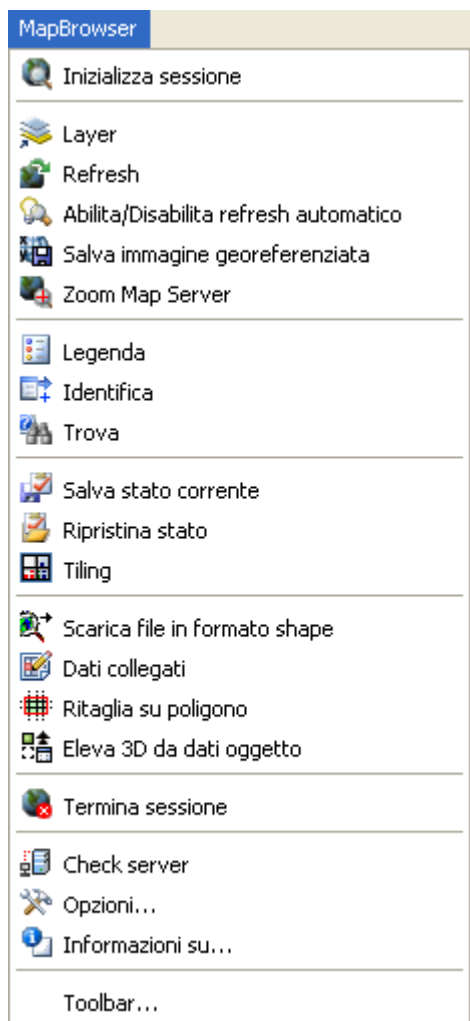 MapBrowser
Inizializza sessione
Layer
Refresh
Abilita/Disabilita refresh automatico
Salva immagine georeferenziata
Zoom Map Server
Legenda
Identifica
Trova
Salva stato corrente
Ripristina stato
Tiling
Scarica file in formato shape
Dati collegati
Ritaglia su poligono
Eleva 3D da dati oggetto
Termina sessione
Check server
Opzioni...
Informazioni su...
Toolbar...